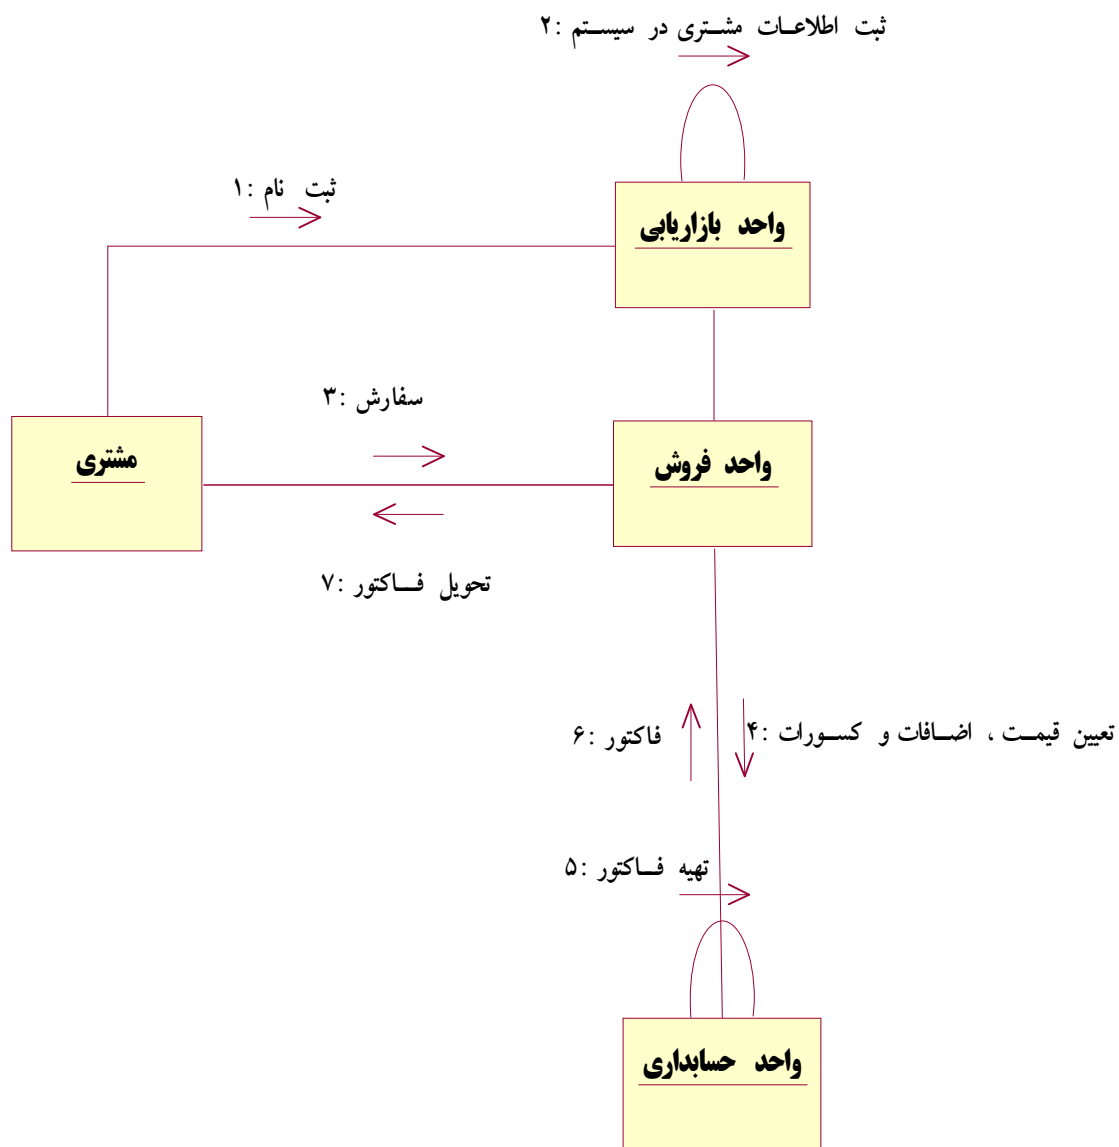 ۲: ثبت اطلاعات مشتری در سیستم
۱: ثبت نام
واحد بازاریابی
۳: سفارش
مشتری
واحد فروش
۷: تحویل فاکتور
۶: فاکتور
۴: تعیین قیمت ، اضافات و کسورات
۵: تهیه فاکتور
واحد حسابداری